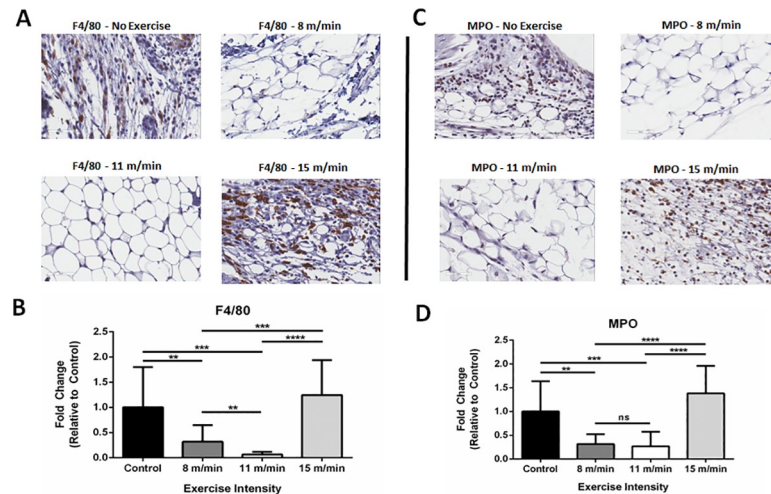 A
F4/80 - No Exercise
F4/80 - 8 m/min
F4/80 - 11 m/min
F4/80 - 15 m/min
B
F4/80
Fold Change
(Relative to Control)
2.5
2.0
1.5
1.0
0.5
0.0
***
***
****
**
**
Control
8 m/min
11 m/min
15 m/min
Exercise Intensity
C
MPO - No Exercise
MPO - 8 m/min
MPO - 11 m/min
MPO - 15 m/min
D
MPO
Fold Change
(Relative to Control)
2.5
2.0
1.5
1.0
0.5
0.0
****
***
****
**
ns
Control
8 m/min
11 m/min
15 m/min
Exercise Intensity